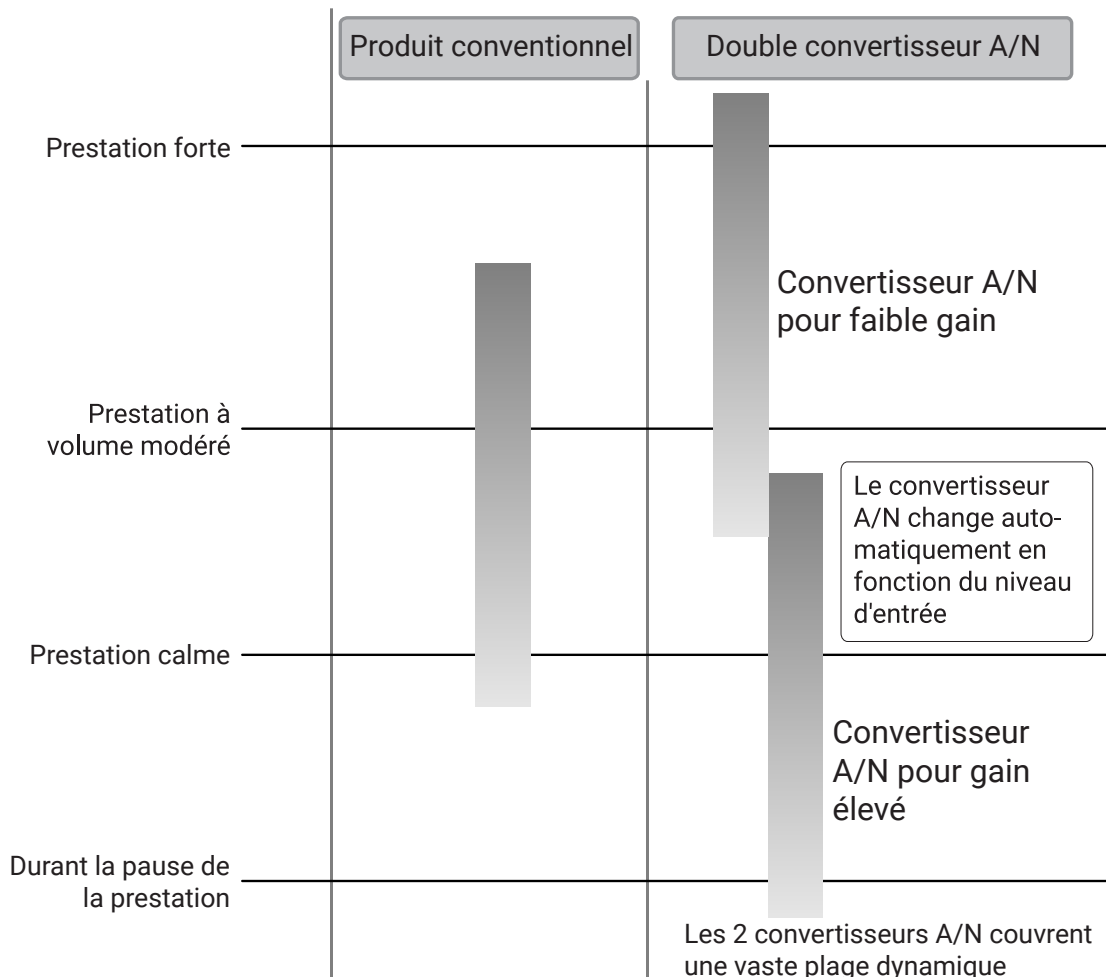 Produit conventionnel
Double convertisseur A/N
Prestation forte
Convertisseur A/N
pour faible gain
Prestation à
volume modéré
Le convertisseur
A/N change auto-
matiquement en
fonction du niveau
d'entrée
Prestation calme
Convertisseur
A/N pour gain
élevé
Durant la pause de
la prestation
Les 2 convertisseurs A/N couvrent
une vaste plage dynamique